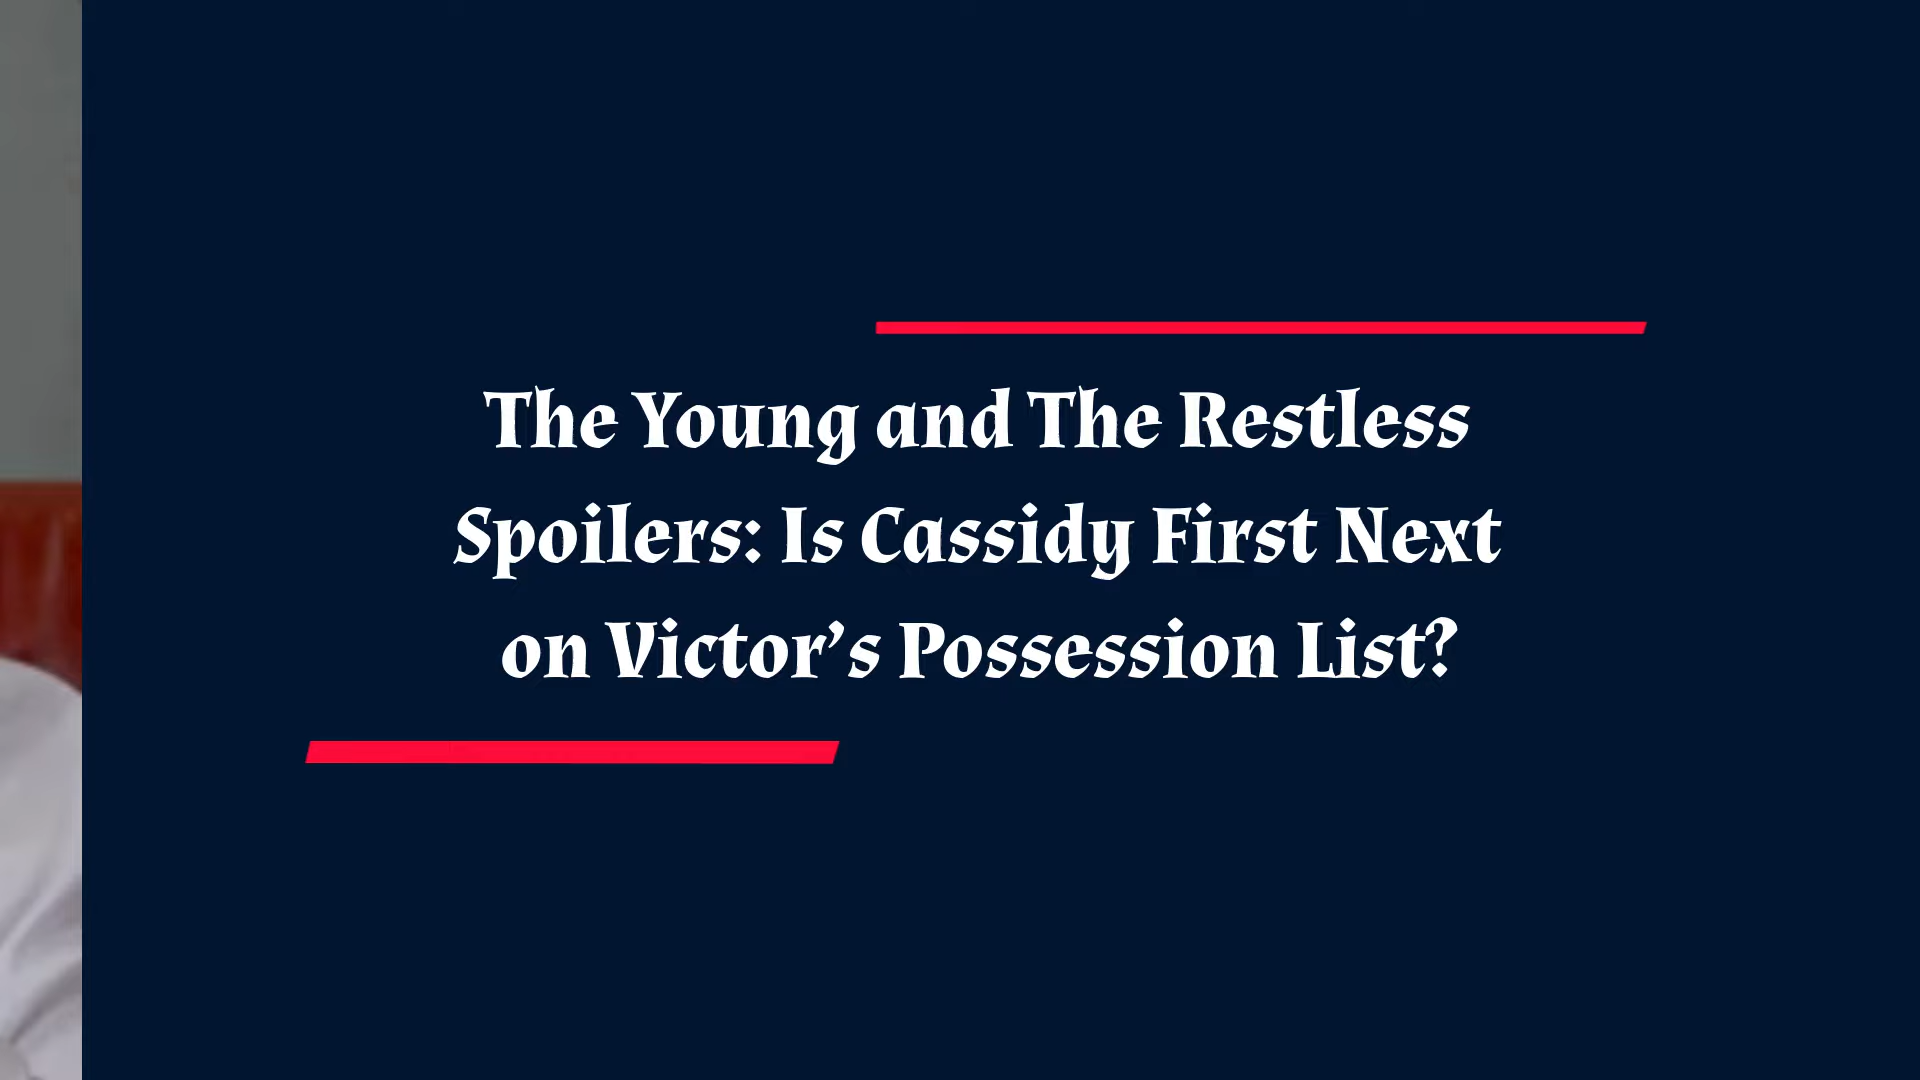 The Young and The Restless
Spoilers: Is Cassidy First Next
on Victor’s Possession List?